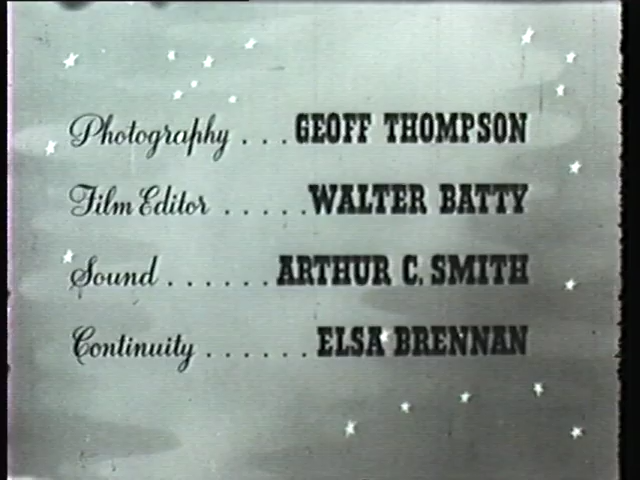 Photography . . . GEOFF THOMPSON
Film Editor . . . . . WALTER BATTY
Sound . . . . . . ARTHUR C. SMITH
Continuity . . . . . . ELSA BRENNAN